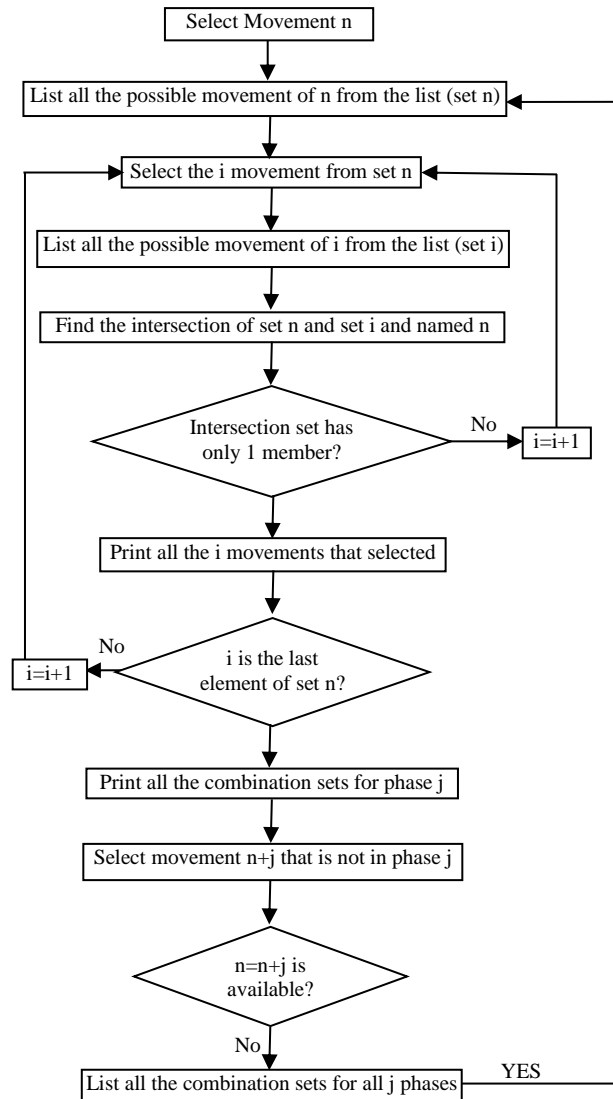 Select Movement n
List all the possible movement of n from the list (set n)
Select the i movement from set n
List all the possible movement of i from the list (set i)
Find the intersection of set n and set i and named n
Intersection set has
only 1 member?
No
i=i+1
Print all the i movements that selected
No
i=i+1
i is the last
element of set n?
Print all the combination sets for phase j
Select movement n+j that is not in phase j
n=n+j is
available?
No
List all the combination sets for all j phases
YES